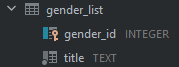 gender_list
gender_id INTEGER
title TEXT